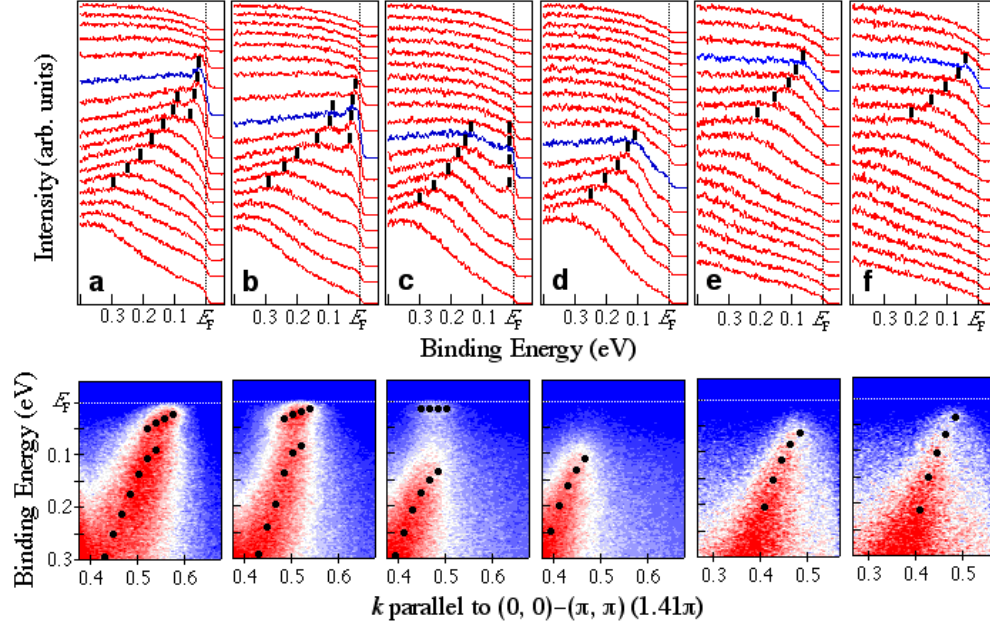 Intensity (arb. units)
a b c d e f
0.3 0.2 0.1 EF 0.3 0.2 0.1 EF 0.3 0.2 0.1 EF 0.3 0.2 0.1 EF 0.3 0.2 0.1 EF 0.3 0.2 0.1 EF
Binding Energy (eV)
Binding Energy (eV)
EF
0.1
0.2
0.3
0.4 0.5 0.6 0.4 0.5 0.6 0.4 0.5 0.6 0.4 0.5 0.6 0.3 0.4 0.5 0.3 0.4 0.5
k parallel to (0, 0)–(π, π) (1.41π)